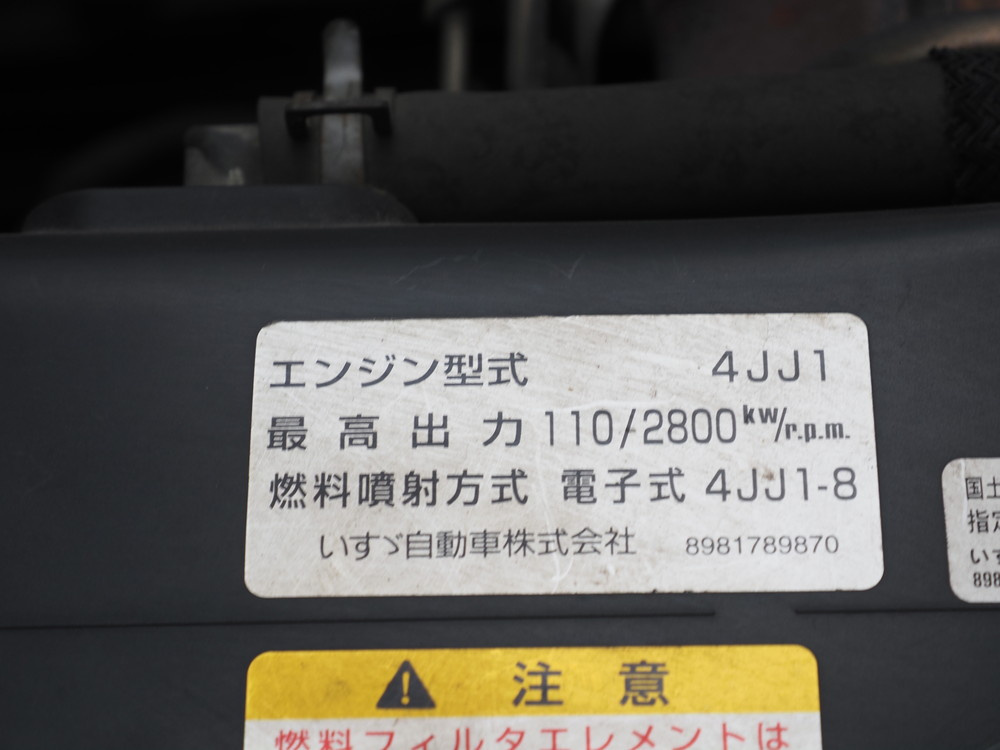 エンジン型式 4JJ1
最高出力 110/2800kW/r.p.m.
燃料噴射方式 電子式 4JJ1-8
いすゞ自動車株式会社 8981789870
国土
指定
いす
898
注意
燃料フィルタエレメントは